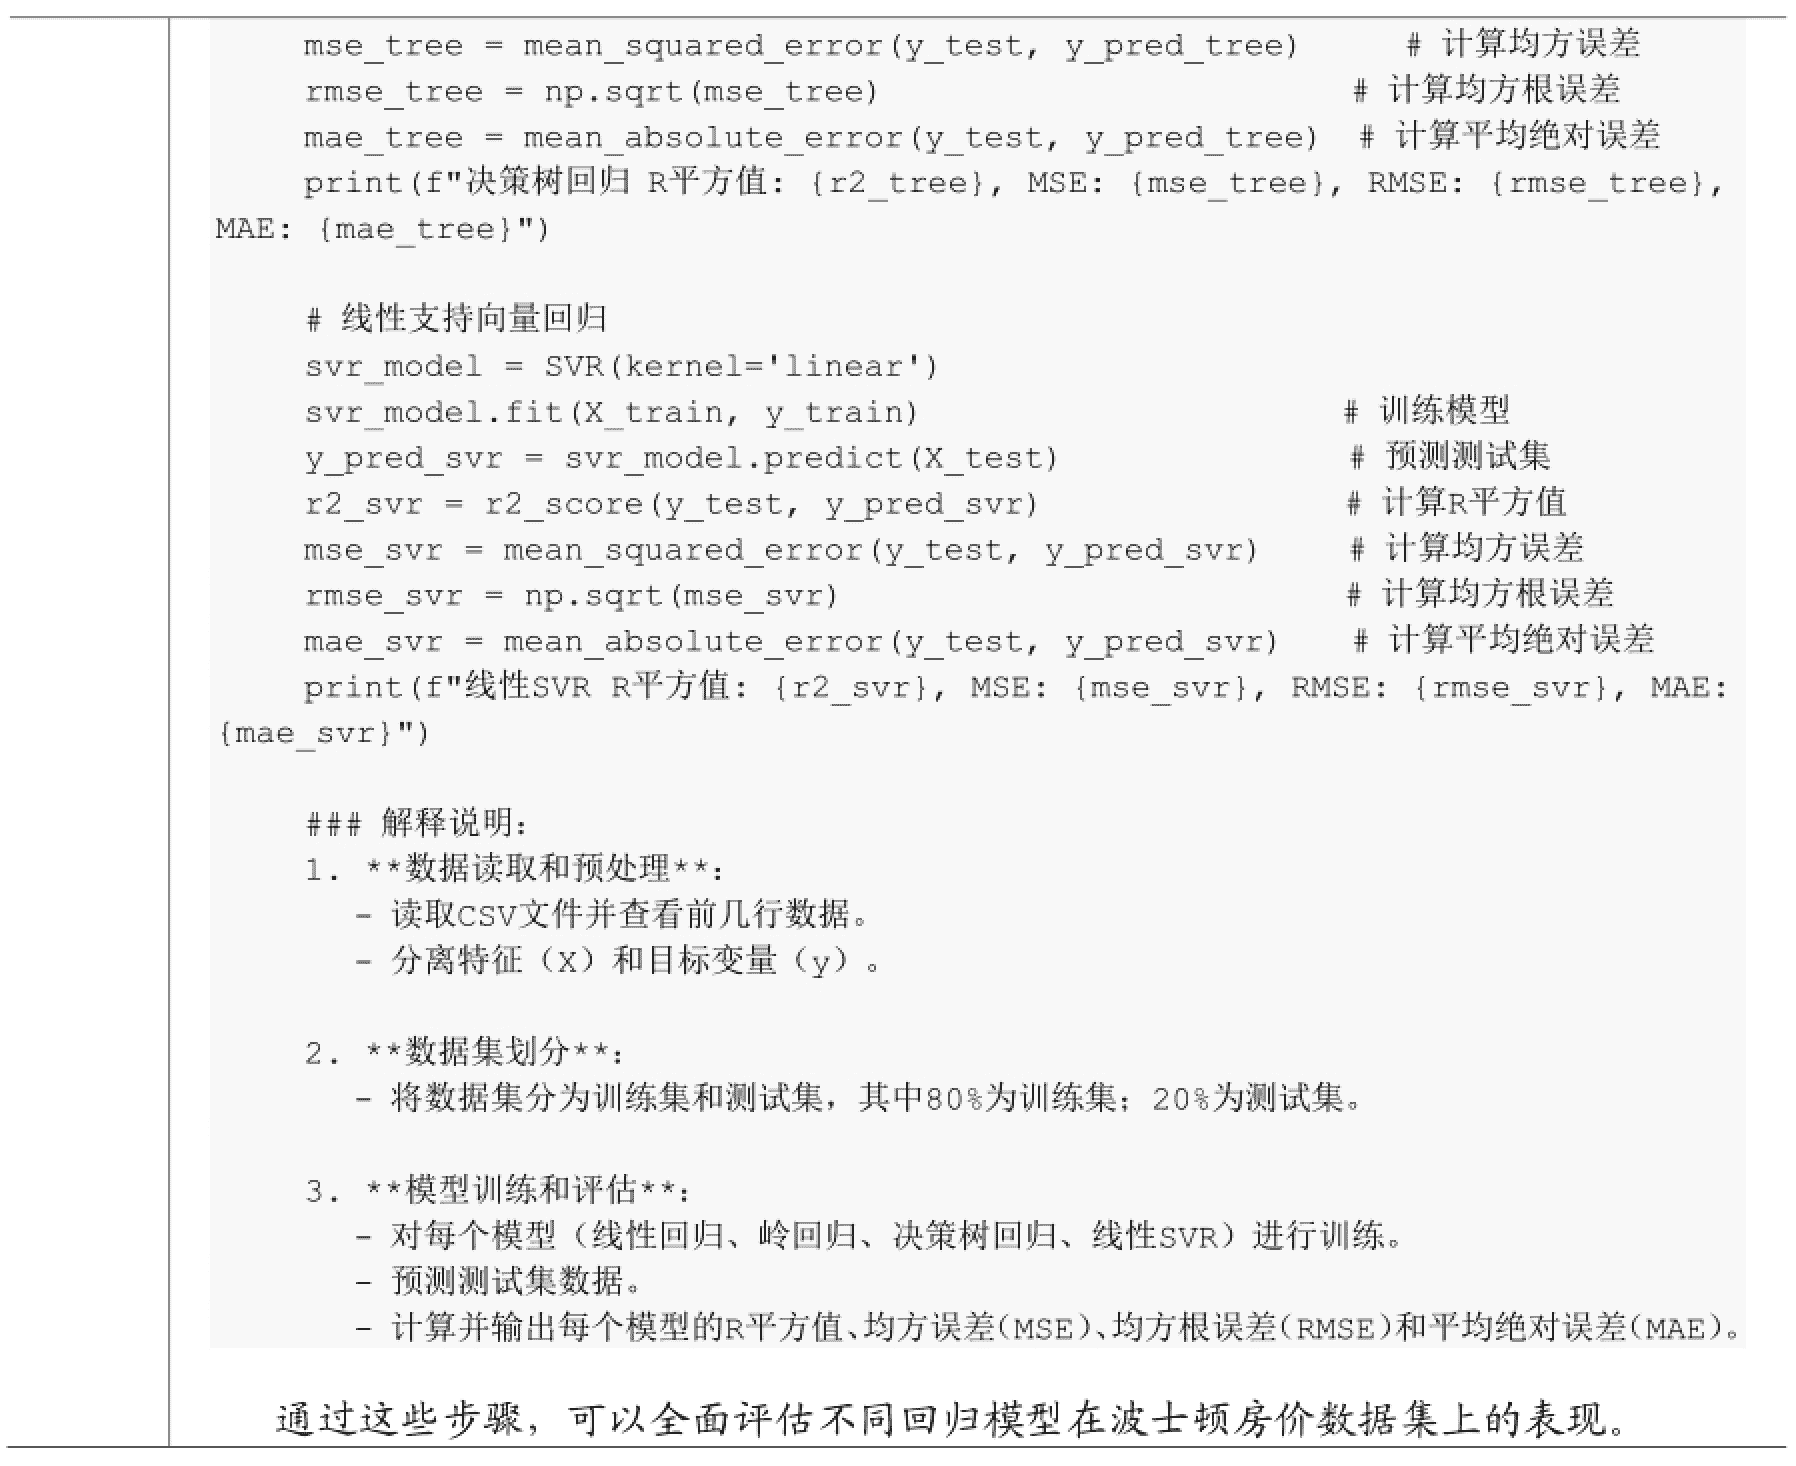 mse_tree = mean_squared_error(y_test, y_pred_tree)     # 计算均方误差
rmse_tree = np.sqrt(mse_tree)                       # 计算均方根误差
mae_tree = mean_absolute_error(y_test, y_pred_tree)  # 计算平均绝对误差
print(f"决策树回归 R平方值: {r2_tree}, MSE: {mse_tree}, RMSE: {rmse_tree},
MAE: {mae_tree}")
# 线性支持向量回归
svr_model = SVR(kernel='linear')
svr_model.fit(X_train, y_train)                     # 训练模型
y_pred_svr = svr_model.predict(X_test)              # 预测测试集
r2_svr = r2_score(y_test, y_pred_svr)               # 计算R平方值
mse_svr = mean_squared_error(y_test, y_pred_svr)    # 计算均方误差
rmse_svr = np.sqrt(mse_svr)                         # 计算均方根误差
mae_svr = mean_absolute_error(y_test, y_pred_svr)   # 计算平均绝对误差
print(f"线性SVR R平方值: {r2_svr}, MSE: {mse_svr}, RMSE: {rmse_svr}, MAE:
{mae_svr}")
### 解释说明:
1. **数据读取和预处理**:
- 读取CSV文件并查看前几行数据。
- 分离特征（X）和目标变量（y）。
2. **数据集划分**:
- 将数据集分为训练集和测试集，其中80%为训练集；20%为测试集。
3. **模型训练和评估**:
- 对每个模型（线性回归、岭回归、决策树回归、线性SVR）进行训练。
- 预测测试集数据。
- 计算并输出每个模型的R平方值、均方误差(MSE)、均方根误差(RMSE)和平均绝对误差(MAE)。
通过这些步骤，可以全面评估不同回归模型在波士顿房价数据集上的表现。